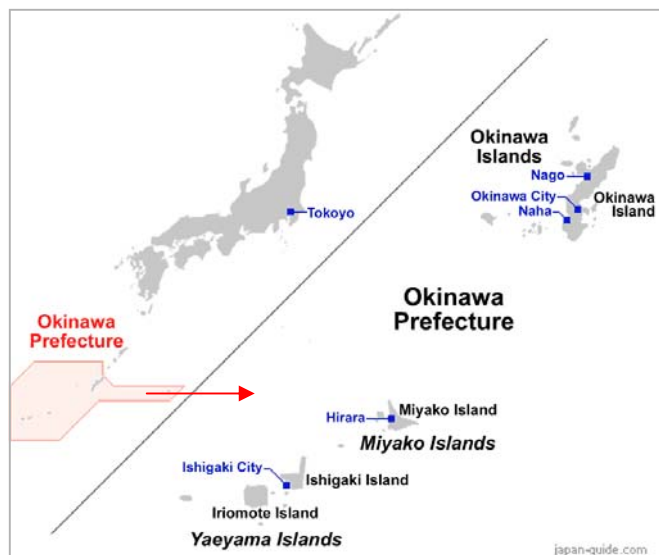 Okinawa
Islands
Nago
Okinawa City
Okinawa
Island
Naha
Tokoyo
Okinawa
Prefecture
Okinawa
Prefecture
Miyako Island
Hirara
Miyako Islands
Ishigaki City
Ishigaki Island
Iriomote Island
Yaeyama Islands
japan-guide.com